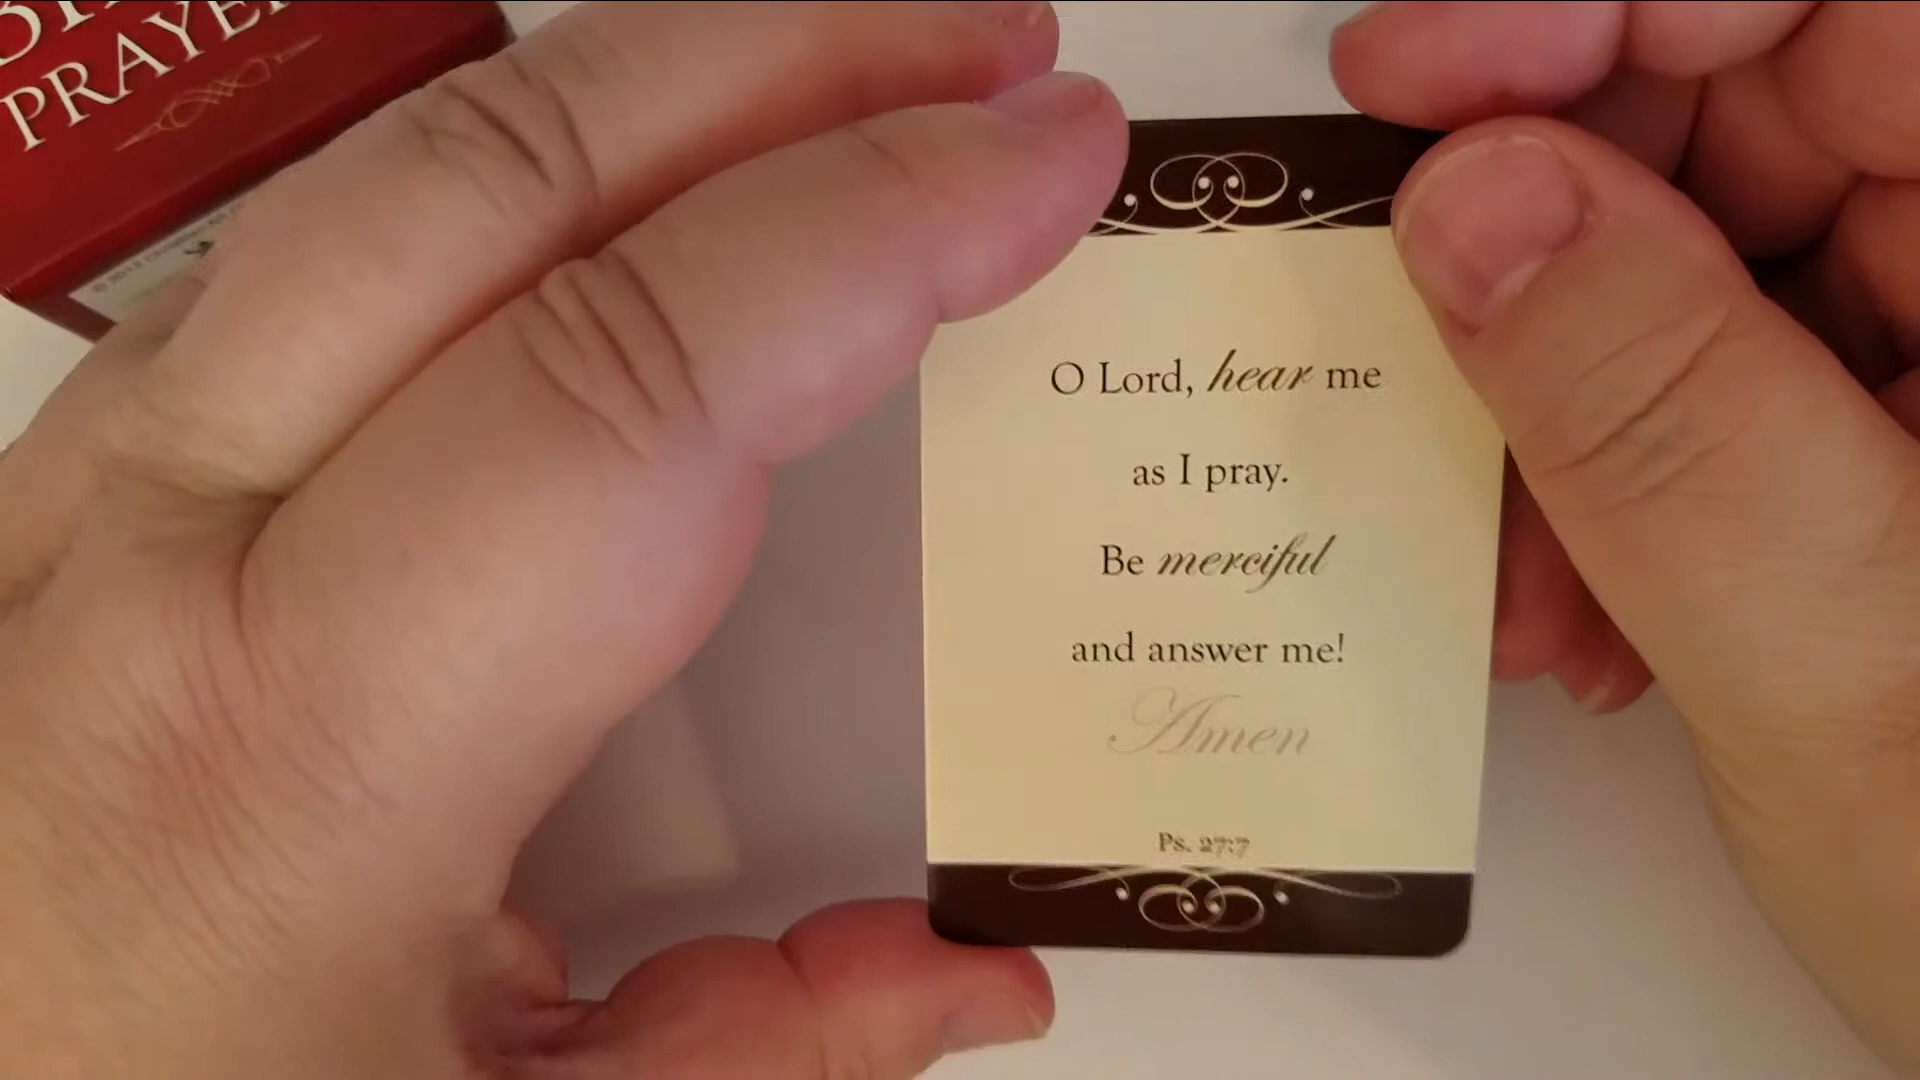 PRAYE
O Lord, hear me
as I pray.
Be merciful
and answer me!
Amen
Ps. 27:7